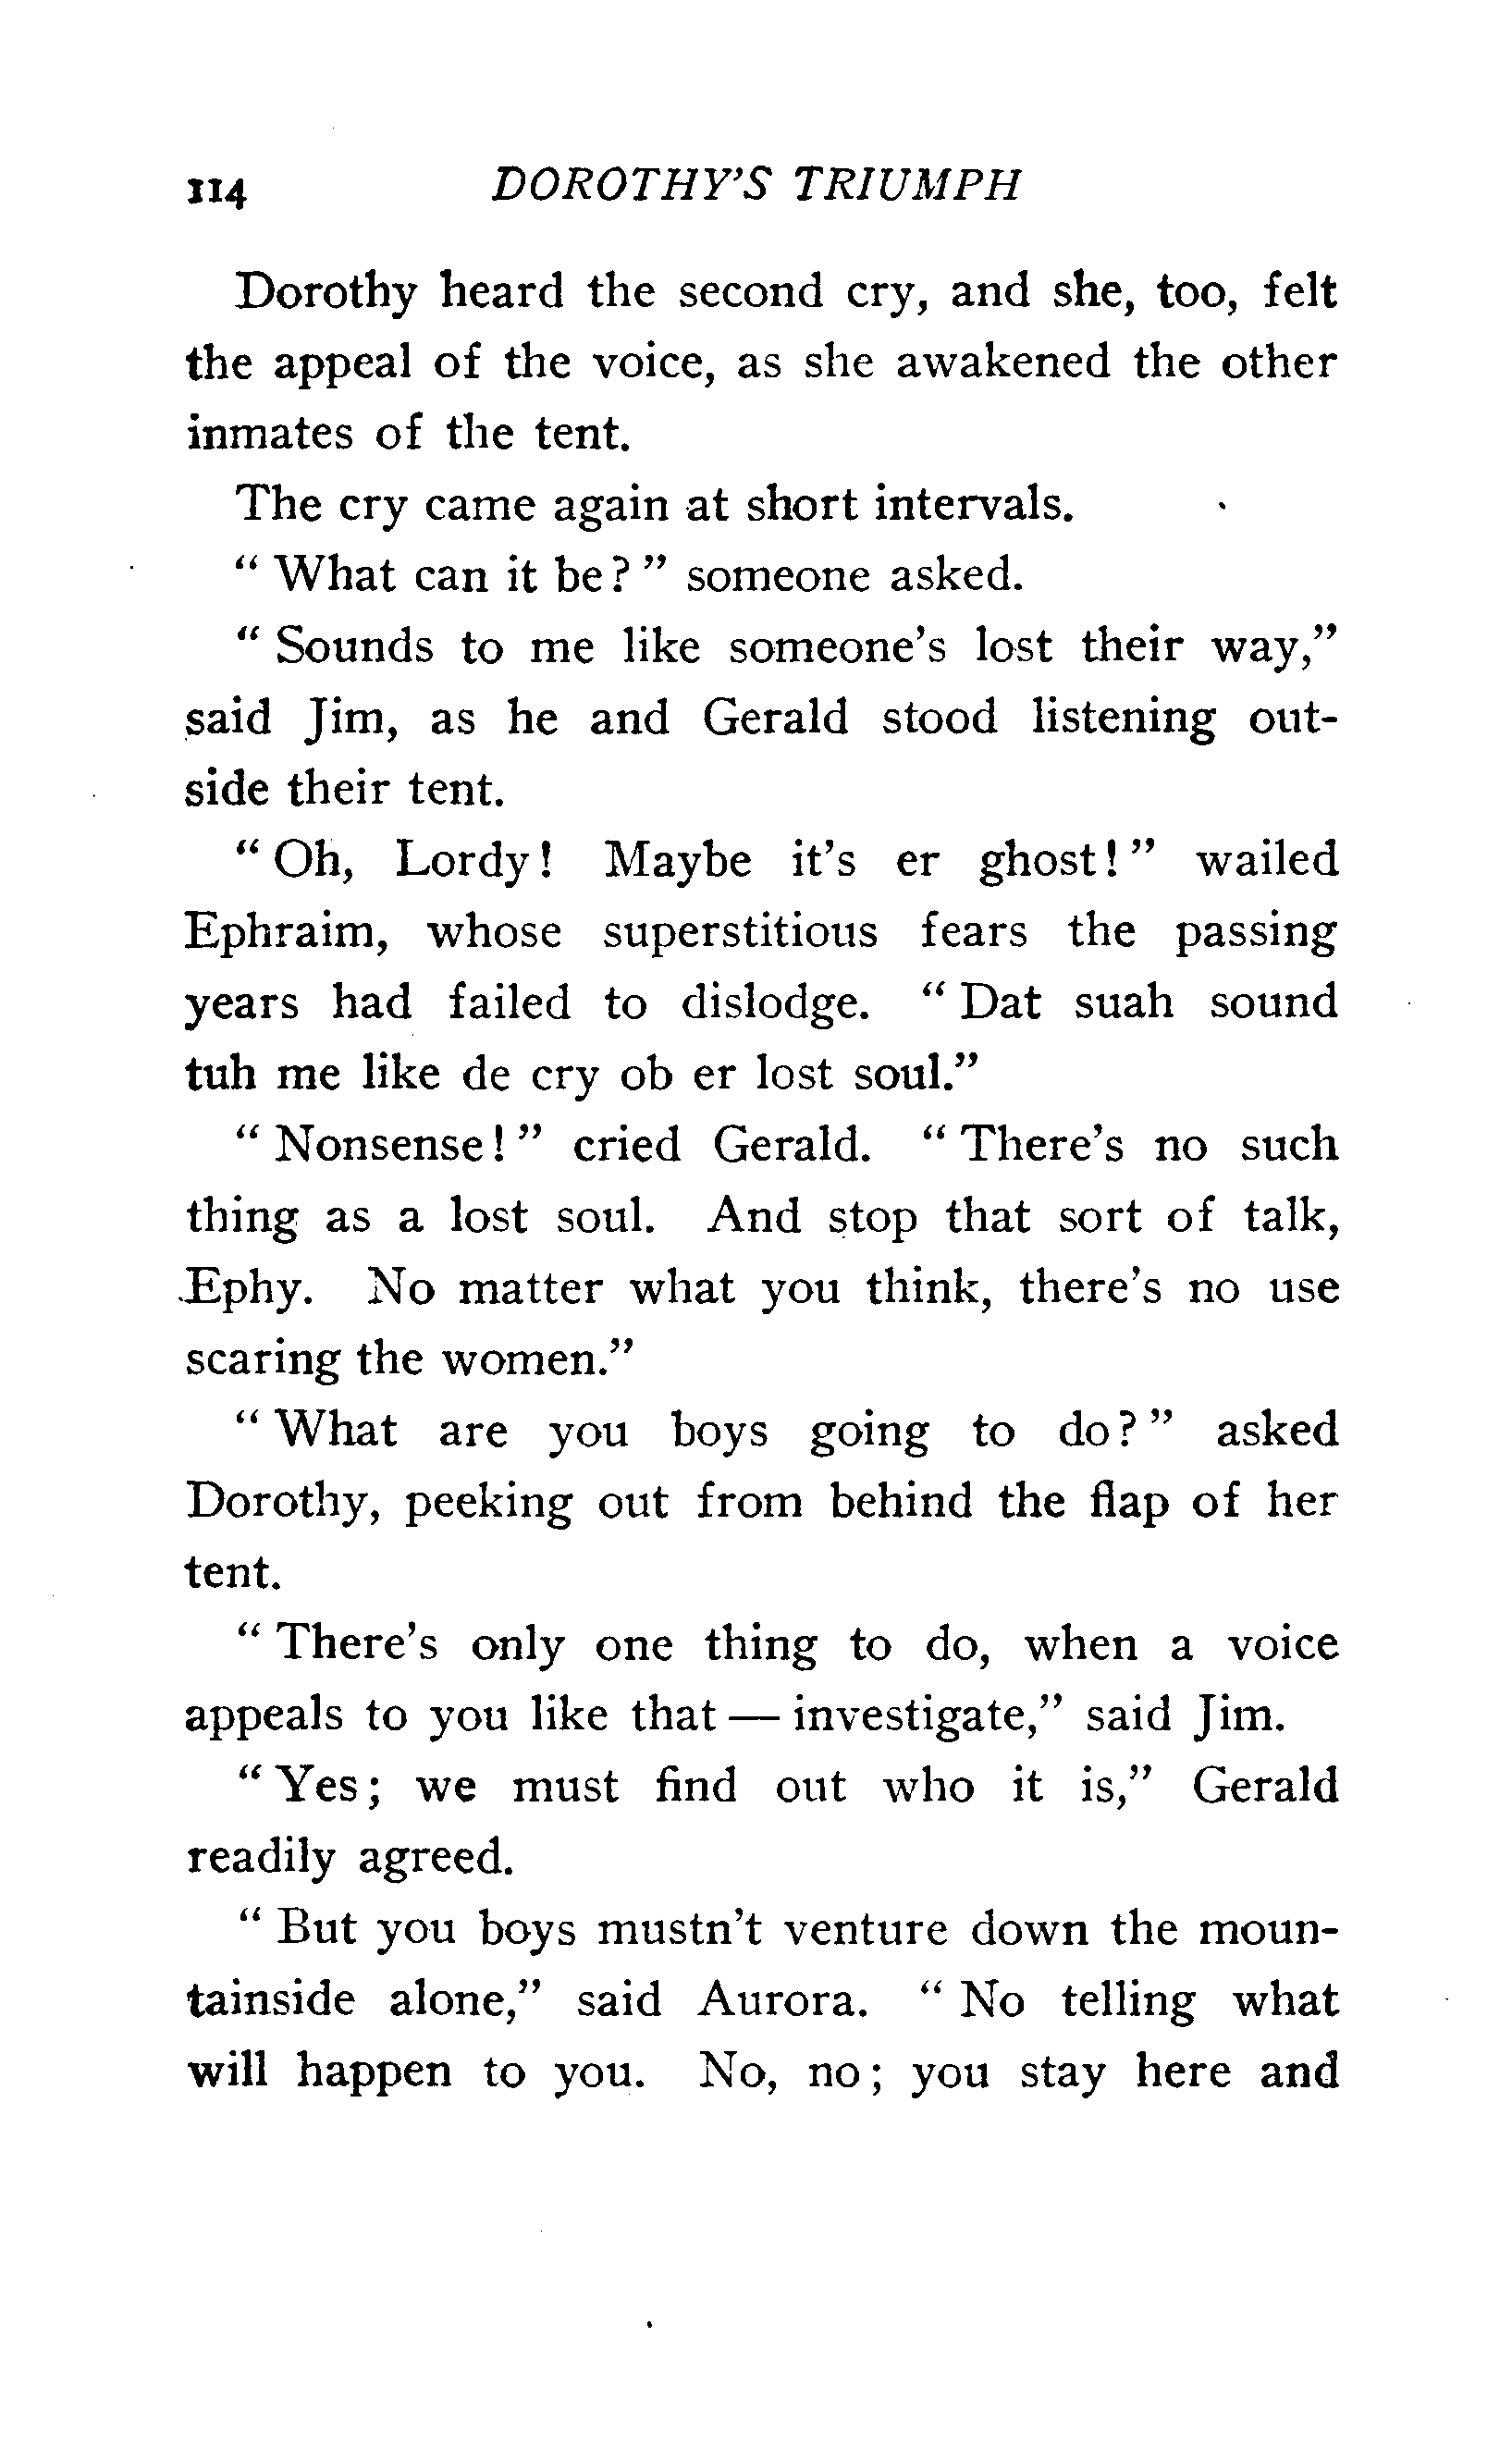 114 DOROTHY'S TRIUMPH
Dorothy heard the second cry, and she, too, felt
the appeal of the voice, as she awakened the other
inmates of the tent.
The cry came again at short intervals.
" What can it be? " someone asked.
" Sounds to me like someone's lost their way,"
said Jim, as he and Gerald stood listening out-
side their tent.
" Oh, Lordy! Maybe it's er ghost! " wailed
Ephraim, whose superstitious fears the passing
years had failed to dislodge. " Dat suah sound
tuh me like de cry ob er lost soul."
" Nonsense! " cried Gerald. " There's no such
thing as a lost soul. And stop that sort of talk,
Ephy. No matter what you think, there's no use
scaring the women."
" What are you boys going to do? " asked
Dorothy, peeking out from behind the flap of her
tent.
" There's only one thing to do, when a voice
appeals to you like that — investigate," said Jim.
" Yes; we must find out who it is," Gerald
readily agreed.
" But you boys mustn't venture down the moun-
tainside alone," said Aurora. " No telling what
will happen to you. No, no; you stay here and